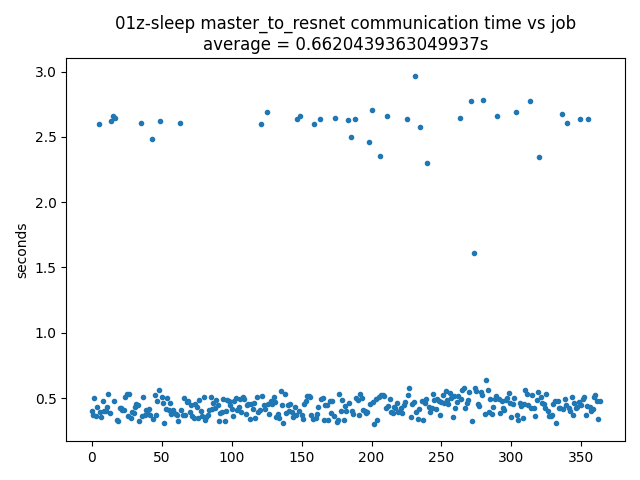 01z-sleep master_to_resnet communication time vs job
average = 0.6620439363049937s
3.0
2.5
2.0
1.5
1.0
0.5
seconds
0 50 100 150 200 250 300 350